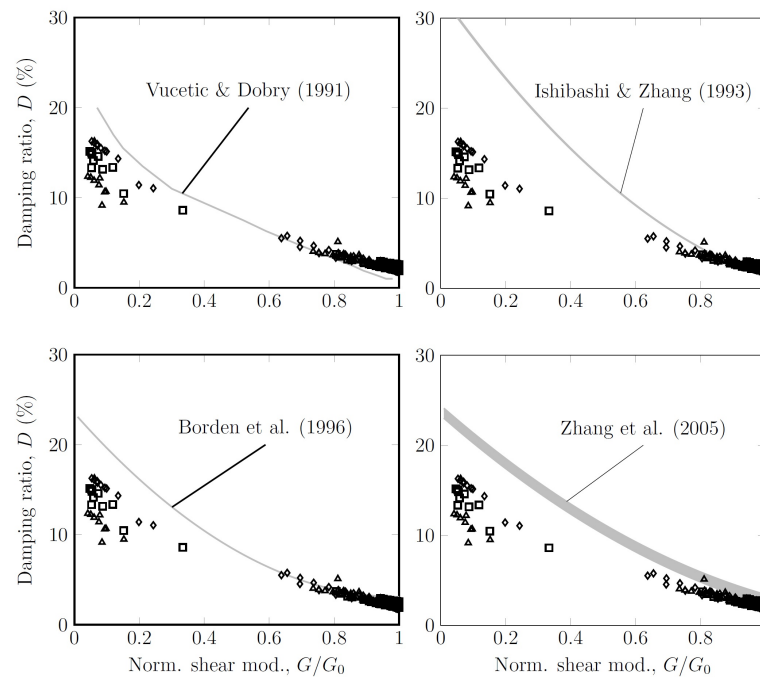 30
20
10
0
Damping ratio, D (%)
Vucetic & Dobry (1991)
0 0.2 0.4 0.6 0.8 1
30
20
10
0
Ishibashi & Zhang (1993)
0 0.2 0.4 0.6 0.8
30
20
10
0
Damping ratio, D (%)
Borden et al. (1996)
0 0.2 0.4 0.6 0.8 1
Norm. shear mod., G/G₀
30
20
10
0
Zhang et al. (2005)
0 0.2 0.4 0.6 0.8
Norm. shear mod., G/G₀